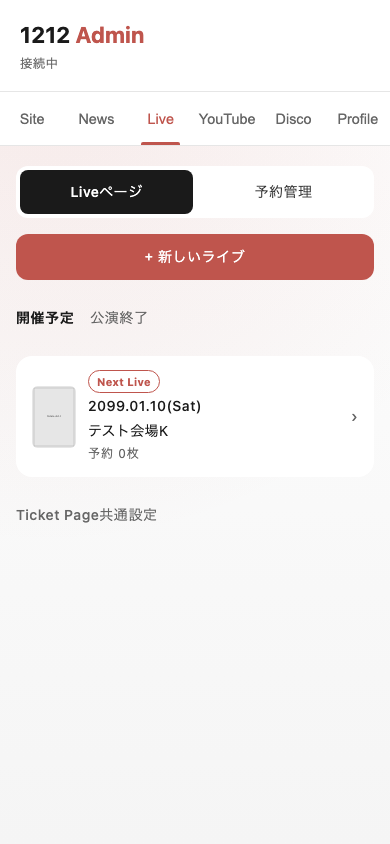 1212 Admin
接続中
Site News Live YouTube Disco Profile
Liveページ 予約管理
+ 新しいライブ
開催予定 公演終了
Next Live
2099.01.10(Sat)
テスト会場K
予約 0枚
›
Ticket Page共通設定